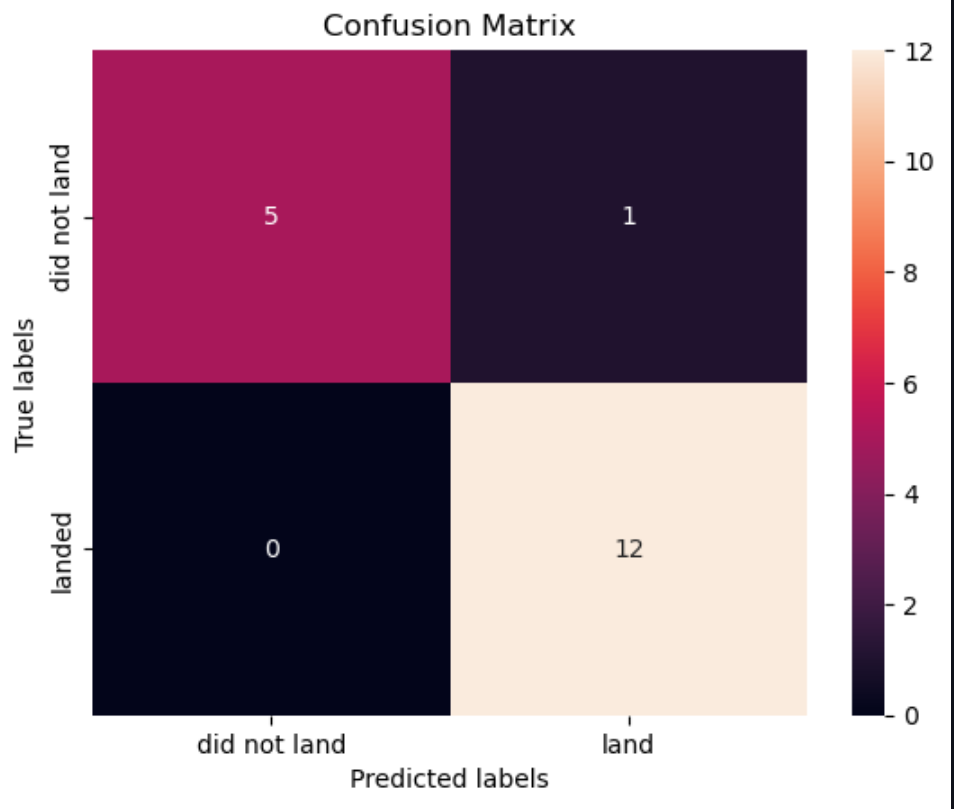 Confusion Matrix
True labels
did not land
landed
5
1
0
12
did not land
land
Predicted labels
12
10
8
6
4
2
0